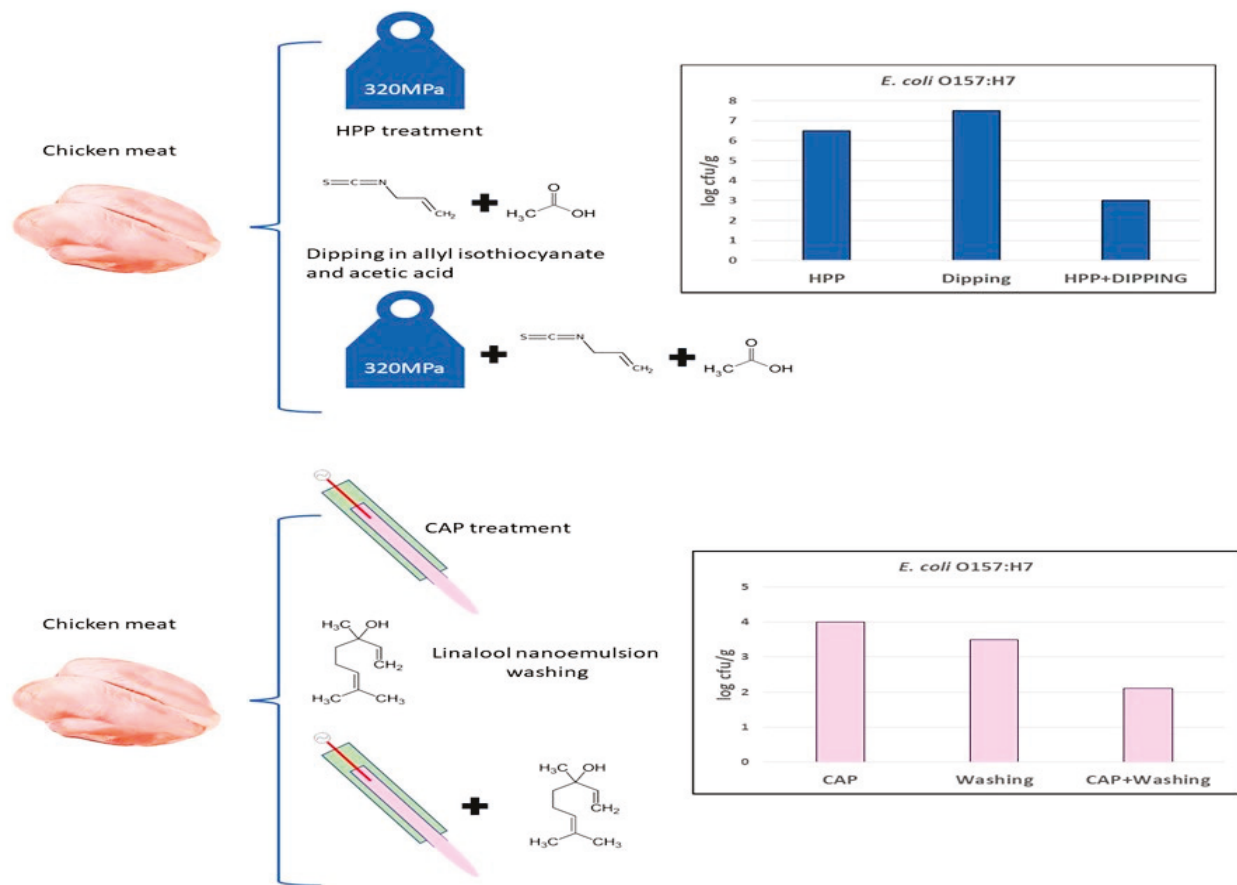 320MPa
HPP treatment
Chicken meat
S=C=N
CH₂
H₃C
O
OH
Dipping in allyl isothiocyanate
and acetic acid
320MPa
S=C=N
CH₂
H₃C
O
OH
E. coli O157:H7
log cfu/g
8
7
6
5
4
3
2
1
0
HPP
Dipping
HPP+DIPPING
CAP treatment
Chicken meat
H₃C
OH
CH₂
H₃C
CH₃
Linalool nanoemulsion
washing
H₃C
OH
CH₂
H₃C
CH₃
E. coli O157:H7
log cfu/g
5
4
3
2
1
0
CAP
Washing
CAP+Washing